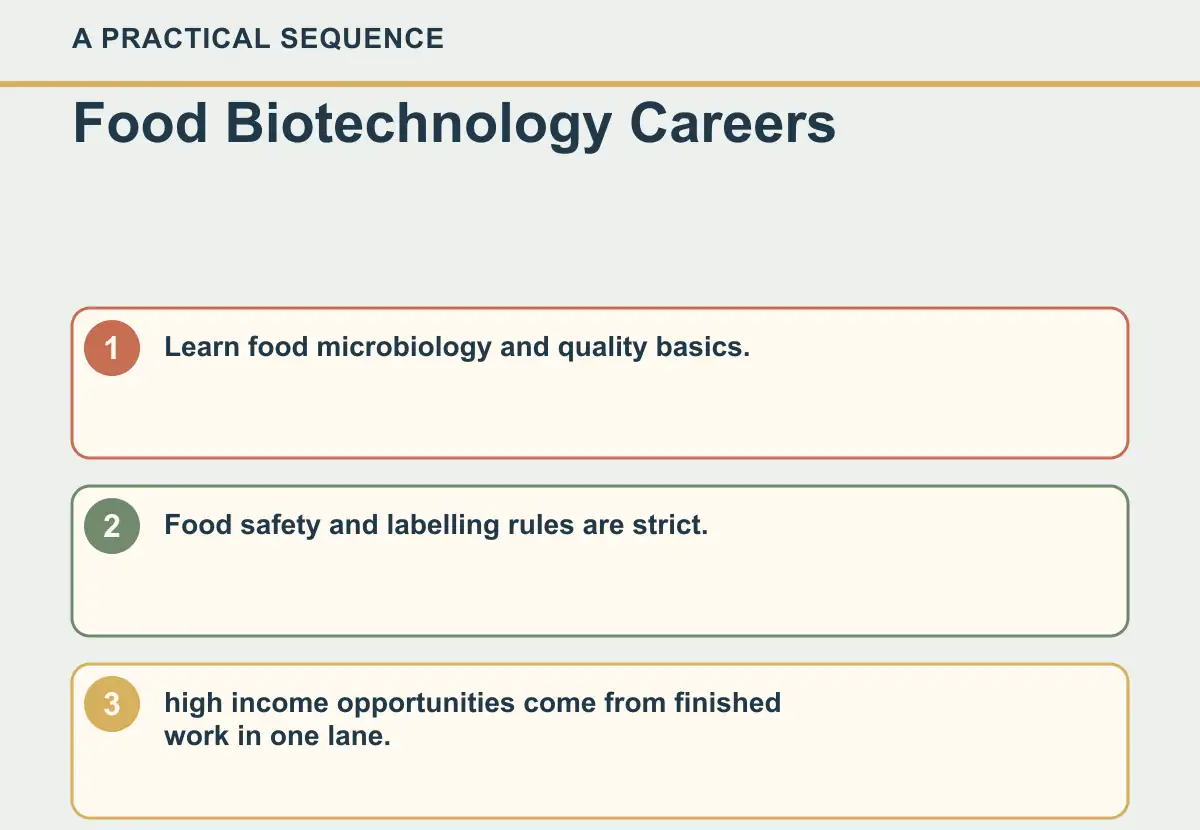 A PRACTICAL SEQUENCE
Food Biotechnology Careers
1
Learn food microbiology and quality basics.
2
Food safety and labelling rules are strict.
3
high income opportunities come from finished
work in one lane.